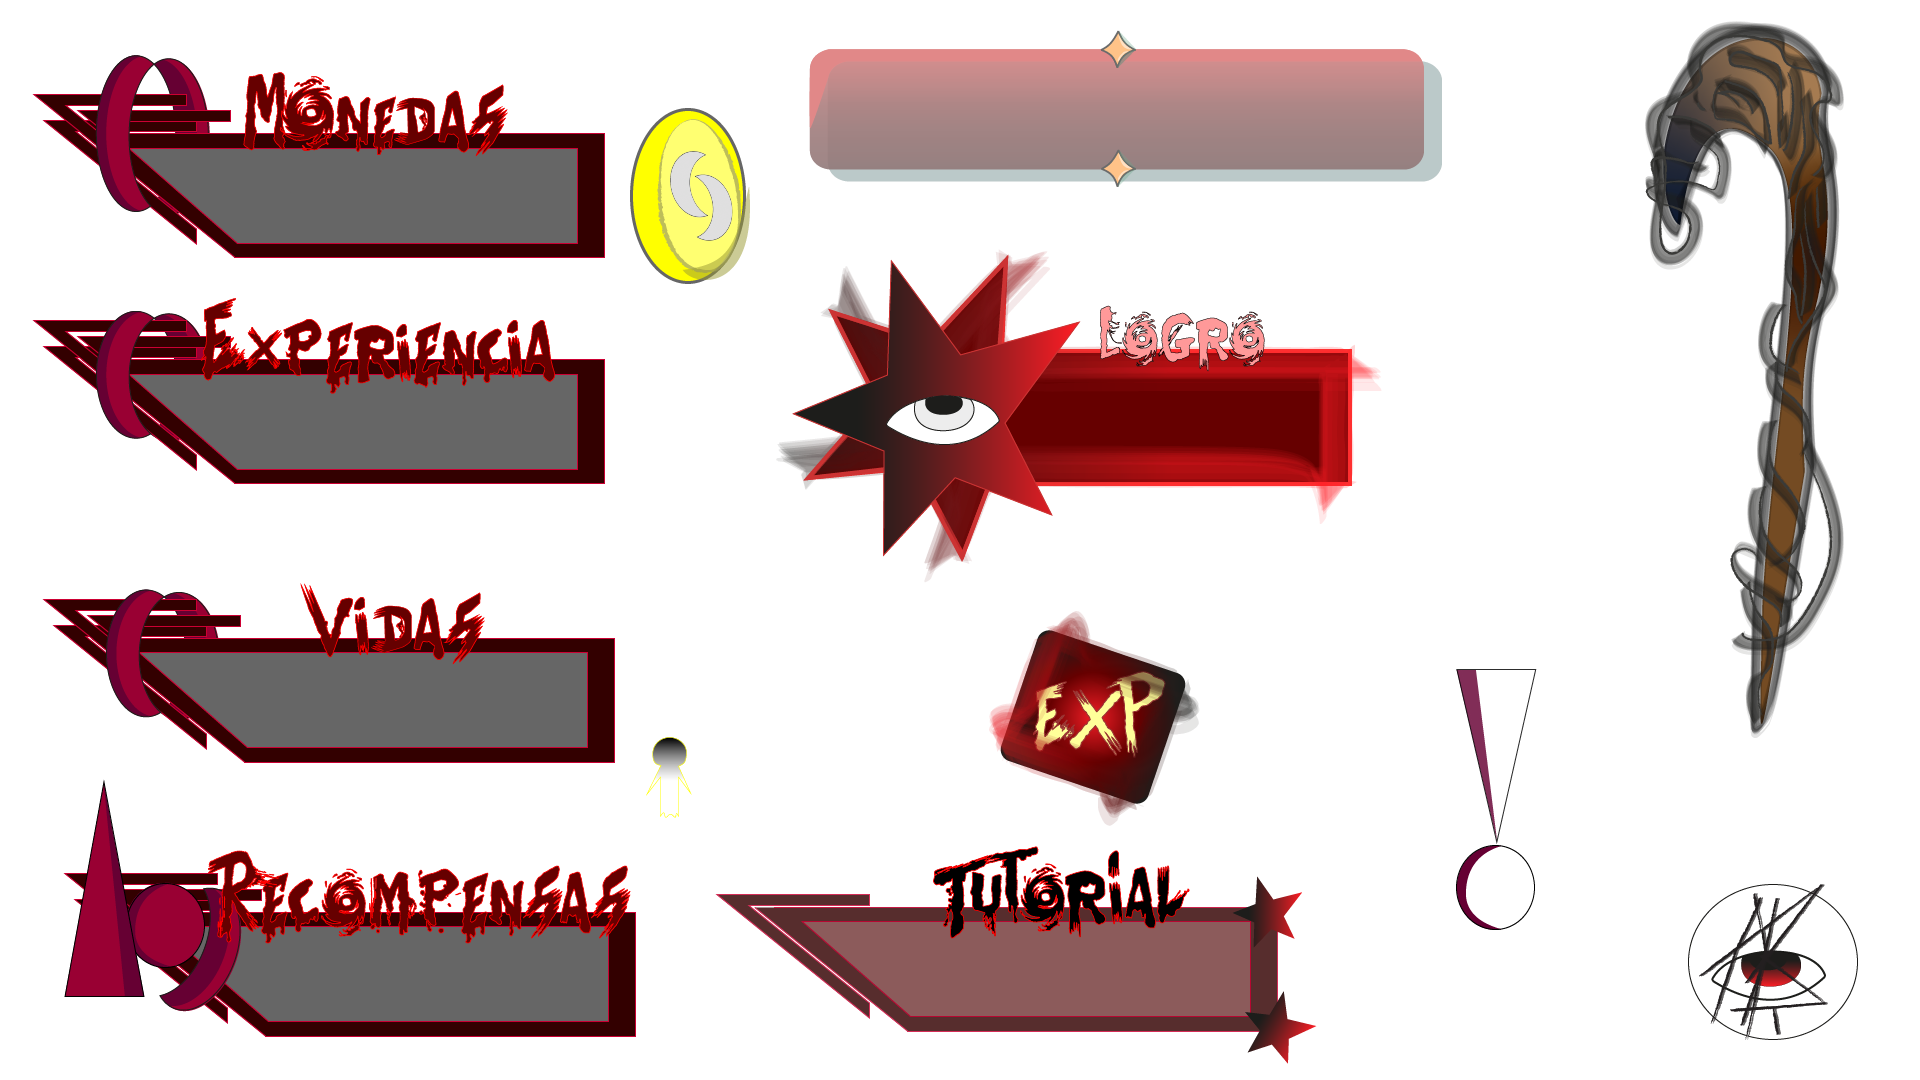 Monedas
Experiencia
Logro
Vidas
Exp
Recompensas
Tutorial